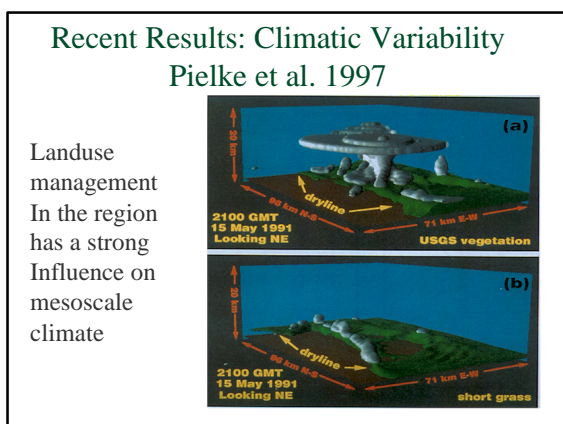 Recent Results: Climatic Variability
Pielke et al. 1997
Landuse
management
In the region
has a strong
Influence on
mesoscale
climate
(a)
20 km
dryline
96 km N-S
71 km E-W
2100 GMT
15 May 1991
Looking NE
USGS vegetation
(b)
20 km
dryline
96 km N-S
71 km E-W
2100 GMT
15 May 1991
Looking NE
short grass